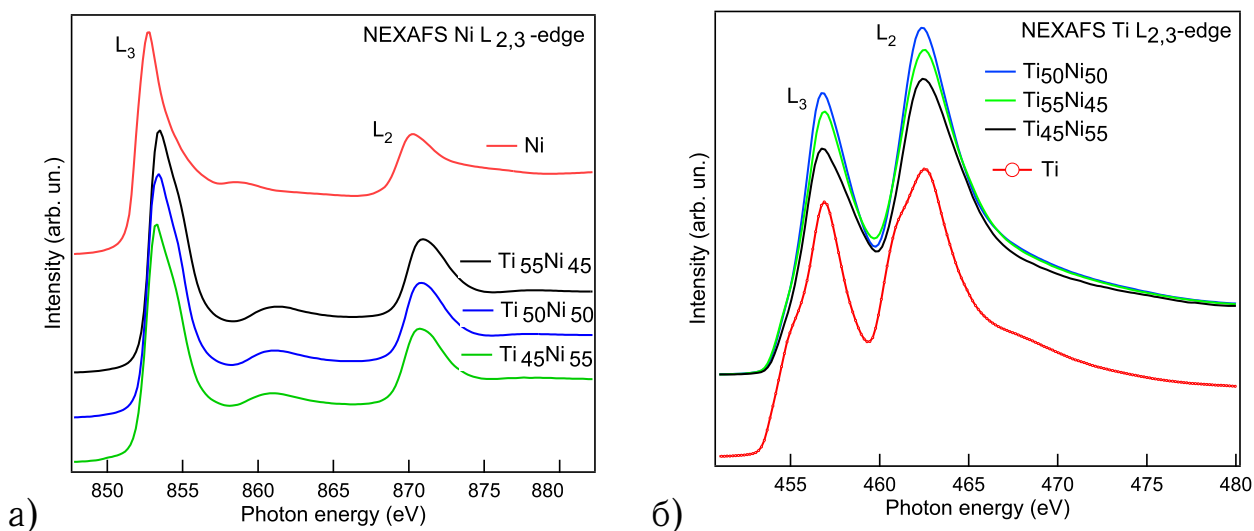 NEXAFS Ni L 2,3 -edge
L3
L2
Ni
Ti 55Ni 45
Ti 50Ni 50
Ti 45Ni 55
Intensity (arb. un.)
850 855 860 865 870 875 880
Photon energy (eV)
а)
NEXAFS Ti L2,3-edge
L2
L3
Ti50Ni50
Ti55Ni45
Ti45Ni55
Ti
Intensity (arb. un.)
455 460 465 470 475 480
Photon energy (eV)
б)